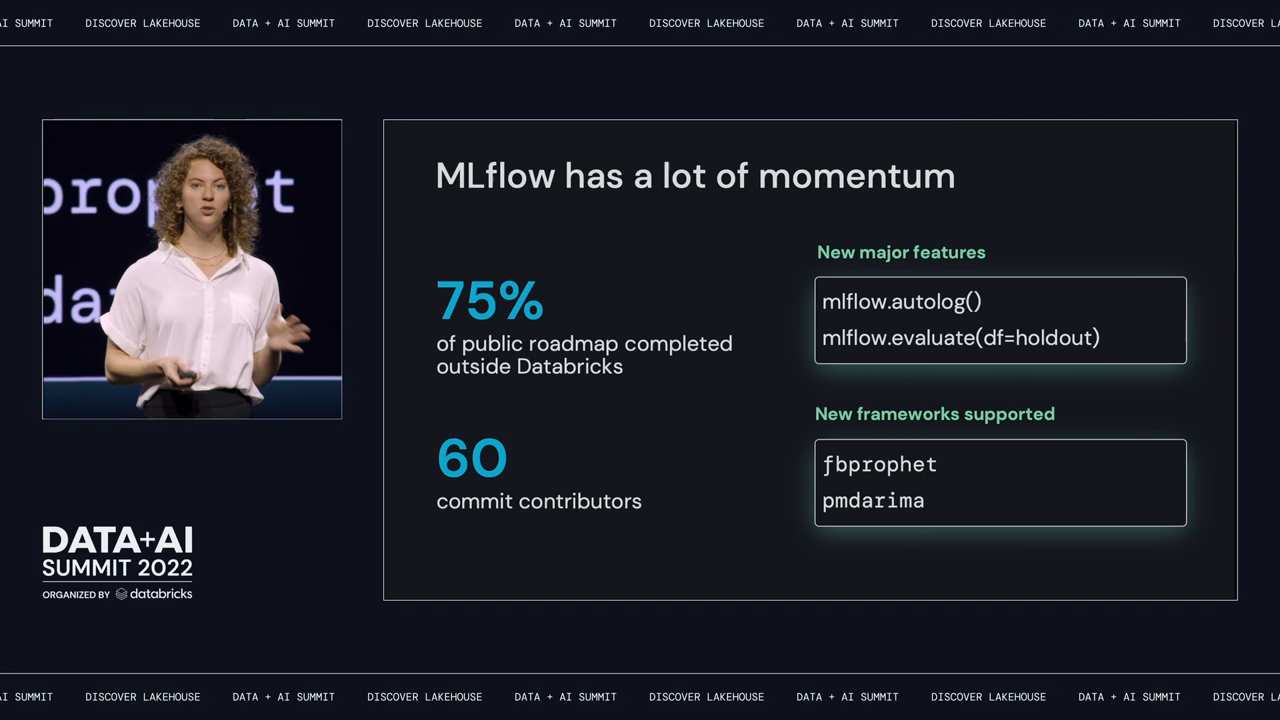 AI SUMMIT DISCOVER LAKEHOUSE DATA + AI SUMMIT DISCOVER LAKEHOUSE DATA + AI SUMMIT DISCOVER LAKEHOUSE DATA + AI SUMMIT DISCOVER LAKEHOUSE DATA + AI SUMMIT DISCOVER
MLflow has a lot of momentum
75%
of public roadmap completed
outside Databricks
60
commit contributors
New major features
mlflow.autolog()
mlflow.evaluate(df=holdout)
New frameworks supported
fbprophet
pmdarima
DATA+AI
SUMMIT 2022
ORGANIZED BY databricks
AI SUMMIT DISCOVER LAKEHOUSE DATA + AI SUMMIT DISCOVER LAKEHOUSE DATA + AI SUMMIT DISCOVER LAKEHOUSE DATA + AI SUMMIT DISCOVER LAKEHOUSE DATA + AI SUMMIT DISCOVER